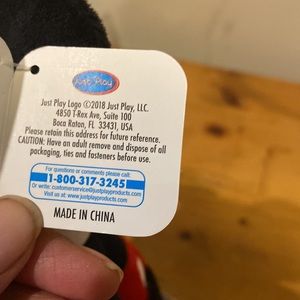 Just Play
Just Play Logo ©2018 Just Play, LLC.
4850 T-Rex Ave, Suite 100
Boca Raton, FL 33431, USA
Please retain this address for future reference.
CAUTION: Have an adult remove and dispose of all
packaging, ties and fasteners before use.
For questions or comments please call:
1-800-317-3245
Or write: customerservice@justplayproducts.com
Visit us at: www.justplayproducts.com
MADE IN CHINA